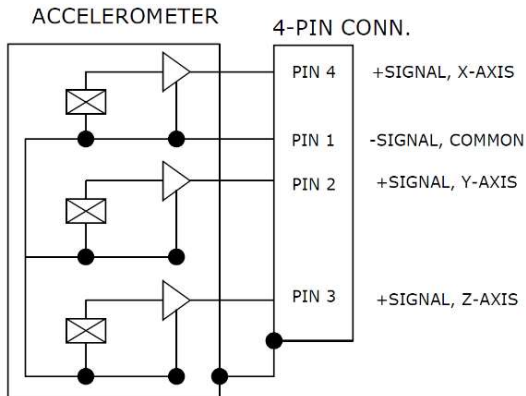 ACCELEROMETER
4-PIN CONN.
PIN 4 +SIGNAL, X-AXIS
PIN 1 -SIGNAL, COMMON
PIN 2 +SIGNAL, Y-AXIS
PIN 3 +SIGNAL, Z-AXIS